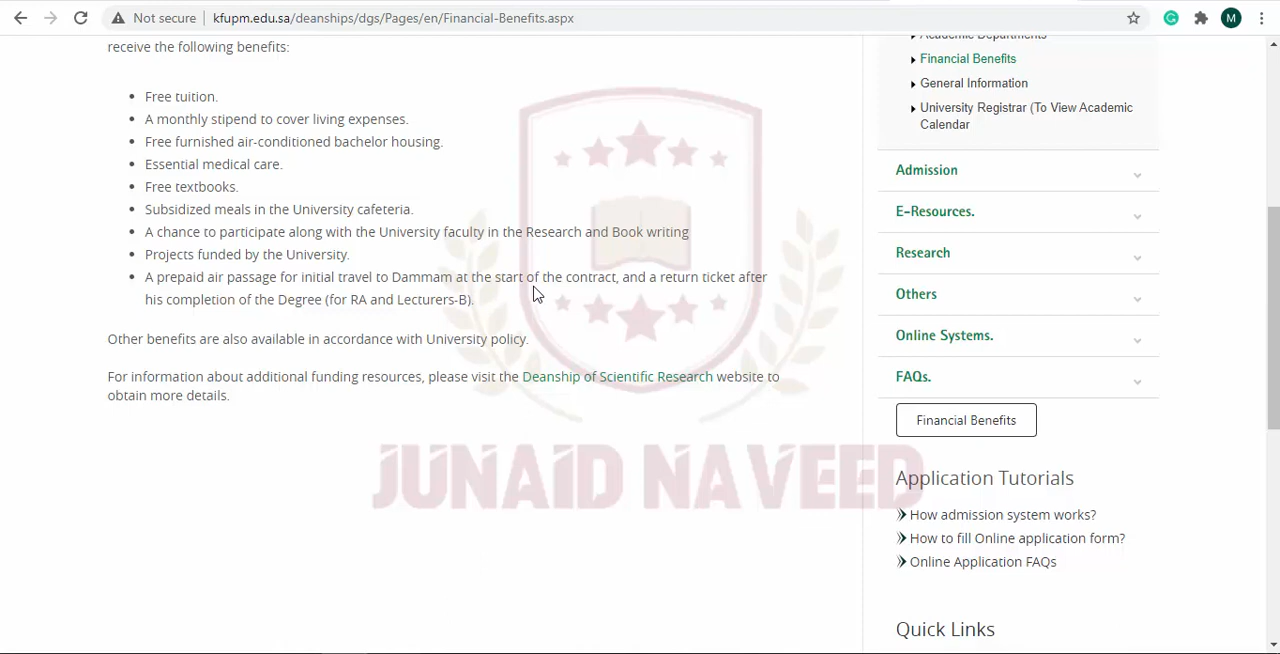 Not secure
kfupm.edu.sa/deanships/dgs/Pages/en/Financial-Benefits.aspx
M
receive the following benefits:
Free tuition.
A monthly stipend to cover living expenses.
Free furnished air-conditioned bachelor housing.
Essential medical care.
Free textbooks.
Subsidized meals in the University cafeteria.
A chance to participate along with the University faculty in the Research and Book writing
Projects funded by the University.
A prepaid air passage for initial travel to Dammam at the start of the contract, and a return ticket after
his completion of the Degree (for RA and Lecturers-B).
Other benefits are also available in accordance with University policy.
For information about additional funding resources, please visit the Deanship of Scientific Research website to
obtain more details.
JUNAID NAVEED
Academic Departments
Financial Benefits
General Information
University Registrar (To View Academic
Calendar
Admission
E-Resources.
Research
Others
Online Systems.
FAQs.
Financial Benefits
Application Tutorials
How admission system works?
How to fill Online application form?
Online Application FAQs
Quick Links